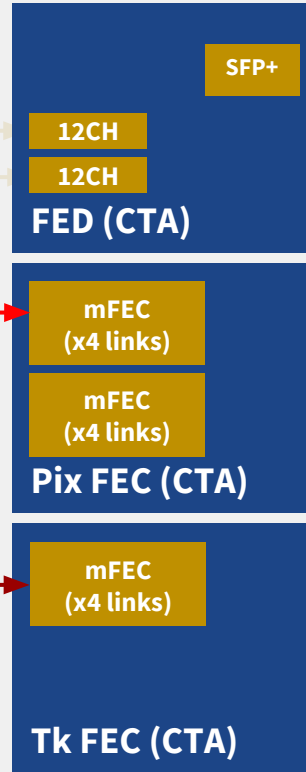 SFP+
12CH
12CH
FED (CTA)
mFEC
(x4 links)
mFEC
(x4 links)
Pix FEC (CTA)
mFEC
(x4 links)
Tk FEC (CTA)